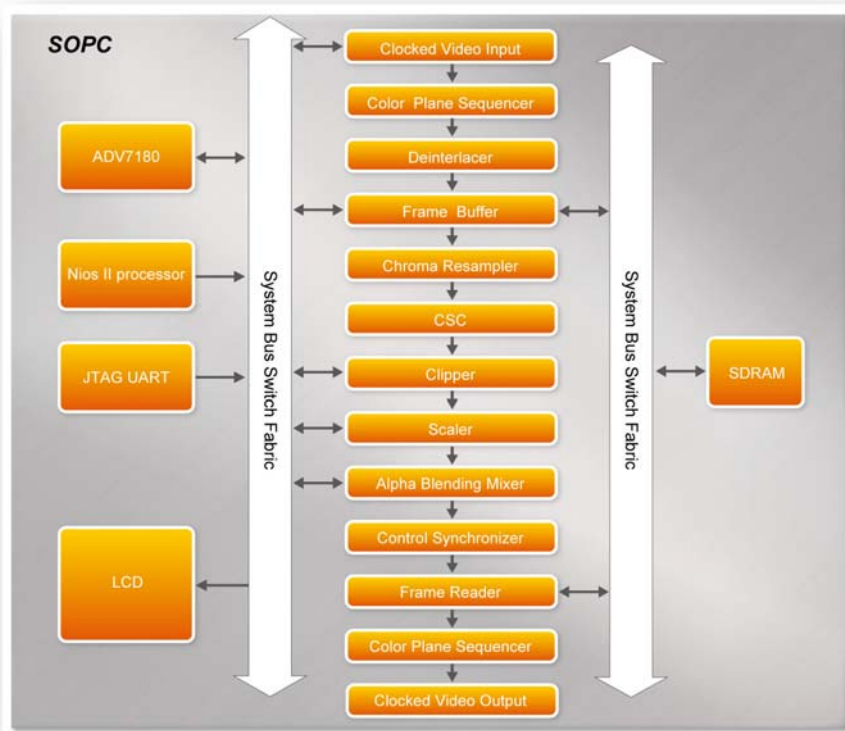 SOPC
ADV7180
Nios II processor
JTAG UART
LCD
System Bus Switch Fabric
Clocked Video Input
Color Plane Sequencer
Deinterlacer
Frame Buffer
Chroma Resampler
CSC
Clipper
Scaler
Alpha Blending Mixer
Control Synchronizer
Frame Reader
Color Plane Sequencer
Clocked Video Output
System Bus Switch Fabric
SDRAM